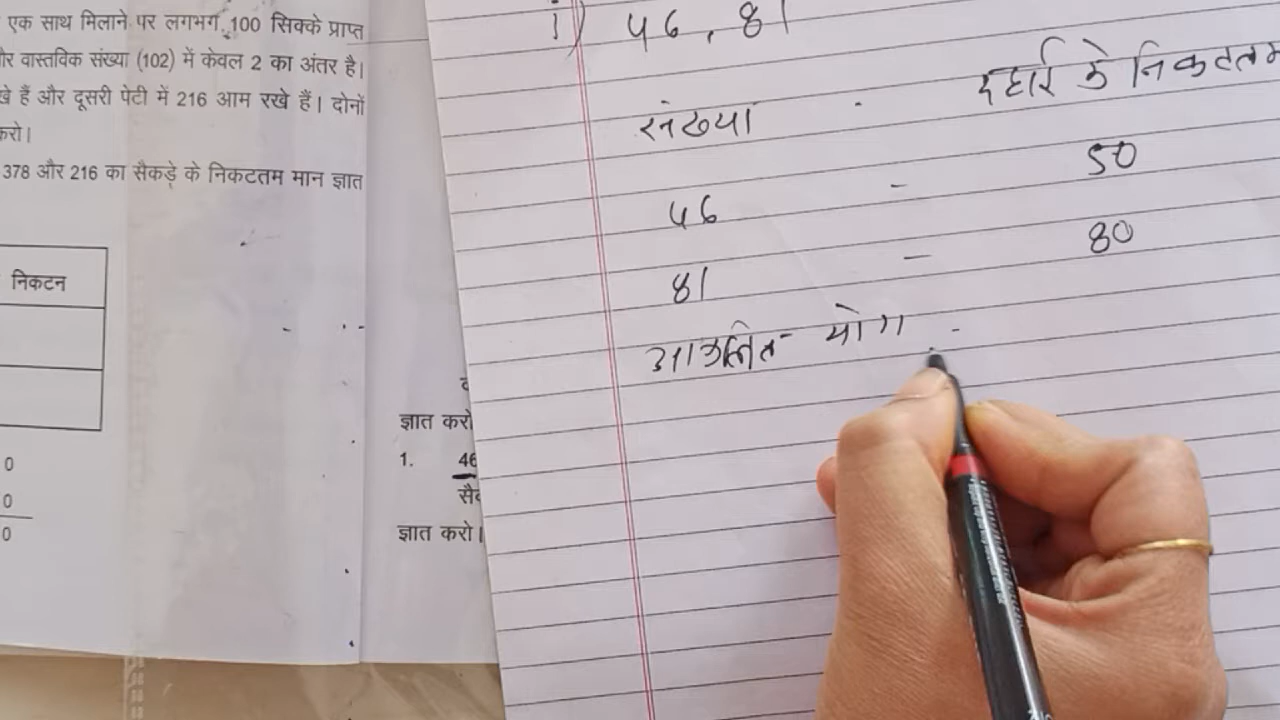 एक साथ मिलाने पर लगभग 100 सिक्के प्राप्त
और वास्तविक संख्या (102) में केवल 2 का अंतर है।
हैं और दूसरी पेटी में 216 आम रखे हैं। दोनों
करो।
378 और 216 का सैकड़े के निकटतम मान ज्ञात
निकटन
0
0
0
ज्ञात करो
1. 46
ज्ञात करो।
i) 46, 81
संख्या - दहाई के निकटतम
46 - 50
81 - 80
आकलित योग -